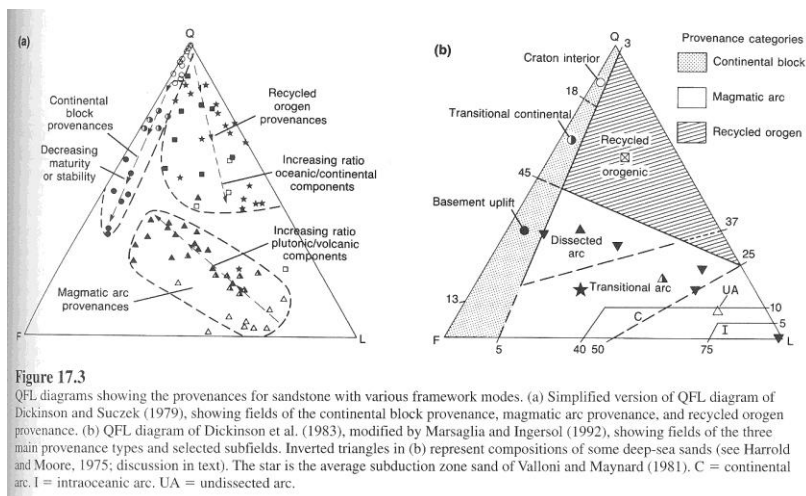 (a)
Q
Continental
block
provenances
Decreasing
maturity
or stability
Recycled
orogen
provenances
Increasing ratio
oceanic/continental
components
Increasing ratio
plutonic/volcanic
components
Magmatic arc
provenances
F
L
(b)
Q
3
Craton interior
18
Transitional continental
45
Basement uplift
13
Recycled
orogenic
37
25
Dissected
arc
Transitional arc
UA
C
10
I
5
F
5
40
50
75
L
Provenance categories
Continental block
Magmatic arc
Recycled orogen
Figure 17.3
QFL diagrams showing the provenances for sandstone with various framework modes. (a) Simplified version of QFL diagram of
Dickinson and Suczek (1979), showing fields of the continental block provenance, magmatic arc provenance, and recycled orogen
provenance. (b) QFL diagram of Dickinson et al. (1983), modified by Marsaglia and Ingersol (1992), showing fields of the three
main provenance types and selected subfields. Inverted triangles in (b) represent compositions of some deep-sea sands (see Harrold
and Moore, 1975; discussion in text). The star is the average subduction zone sand of Valloni and Maynard (1981). C = continental
arc. I = intraoceanic arc. UA = undissected arc.